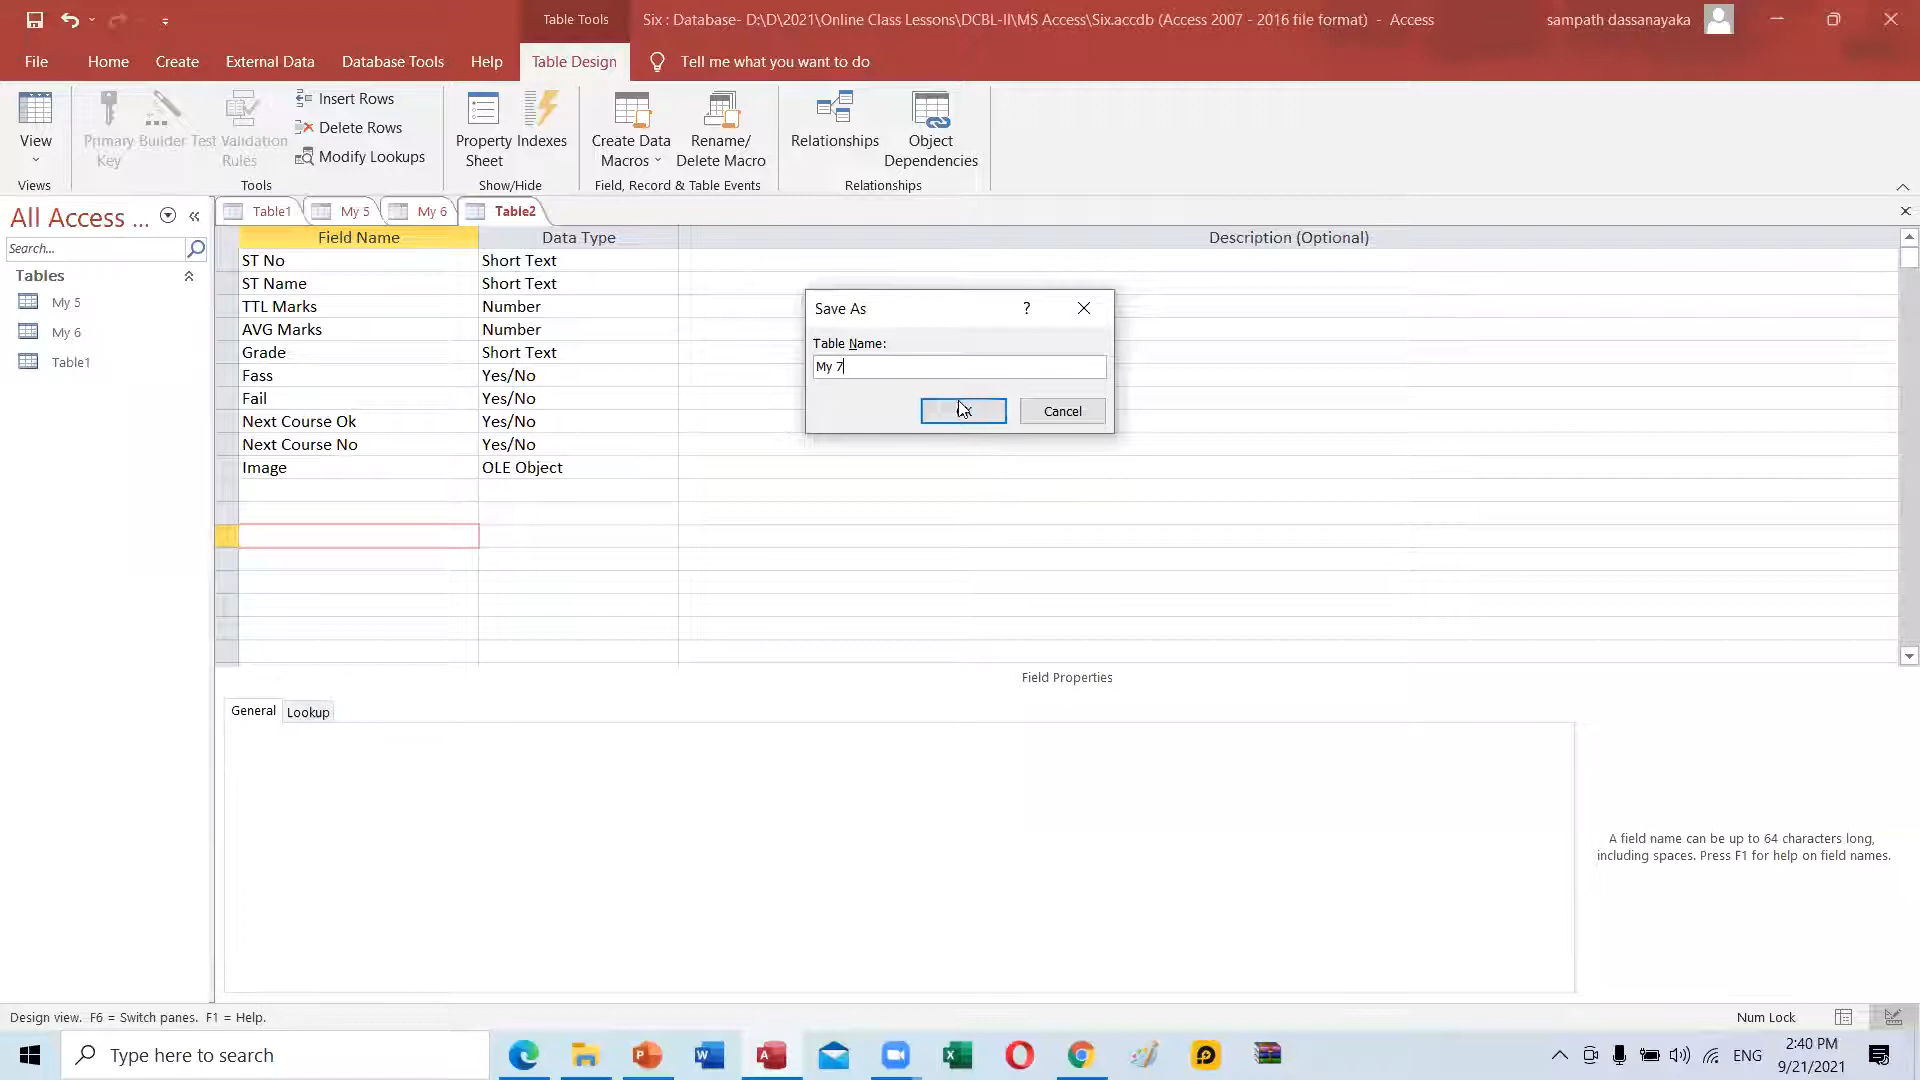 Table Tools
Six : Database- D:\D\2021\Online Class Lessons\DCBL-II\MS Access\Six.accdb (Access 2007 - 2016 file format) - Access
sampath dassanayaka
File
Home
Create
External Data
Database Tools
Help
Table Design
Tell me what you want to do
View
Primary Key
Builder
Test Validation Rules
Insert Rows
Delete Rows
Modify Lookups
Property Sheet
Indexes
Create Data Macros
Rename/ Delete Macro
Relationships
Object Dependencies
Views
Tools
Show/Hide
Field, Record & Table Events
Relationships
All Access ...
Search...
Tables
My 5
My 6
Table1
Table1
My 5
My 6
Table2
Field Name Data Type Description (Optional)
ST No Short Text
ST Name Short Text
TTL Marks Number
AVG Marks Number
Grade Short Text
Fass Yes/No
Fail Yes/No
Next Course Ok Yes/No
Next Course No Yes/No
Image OLE Object
Save As
?
Table Name:
My 7
Cancel
Field Properties
General
Lookup
A field name can be up to 64 characters long,
including spaces. Press F1 for help on field names.
Design view. F6 = Switch panes. F1 = Help.
Num Lock
Type here to search
ENG
2:40 PM
9/21/2021